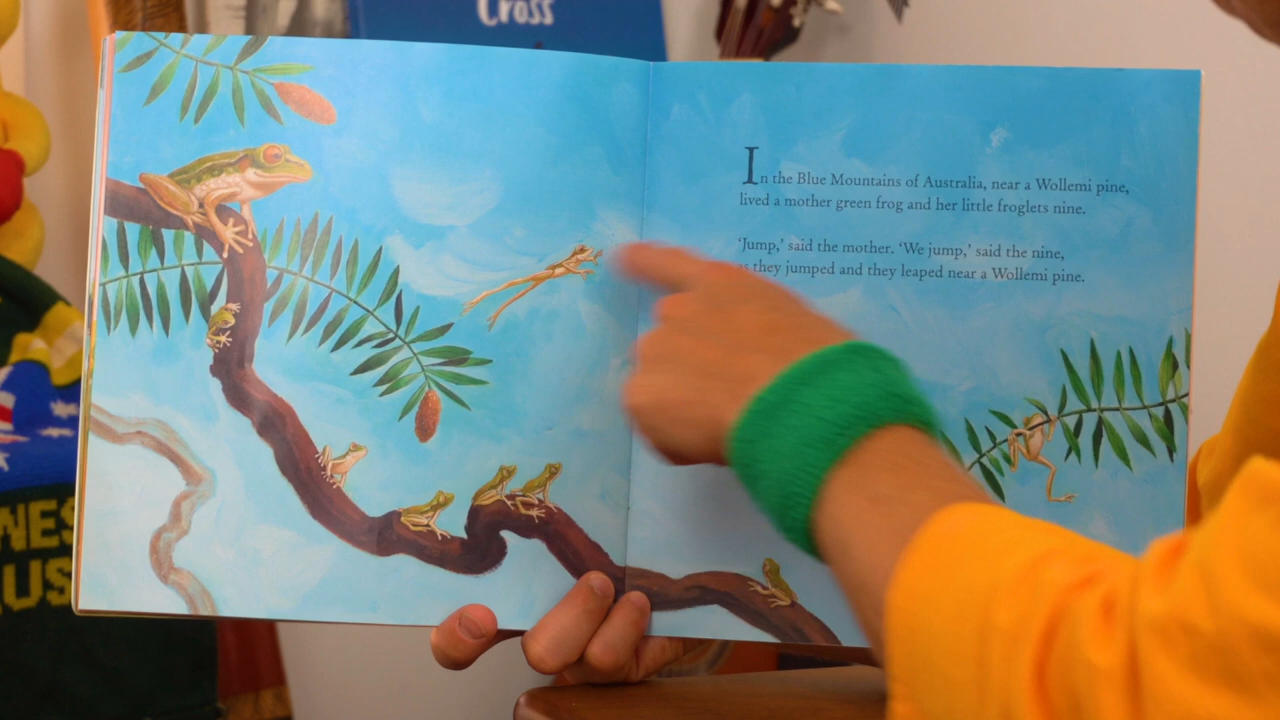 Cross
In the Blue Mountains of Australia, near a Wollemi pine,
lived a mother green frog and her little froglets nine.
‘Jump,’ said the mother. ‘We jump,’ said the nine,
as they jumped and they leaped near a Wollemi pine.